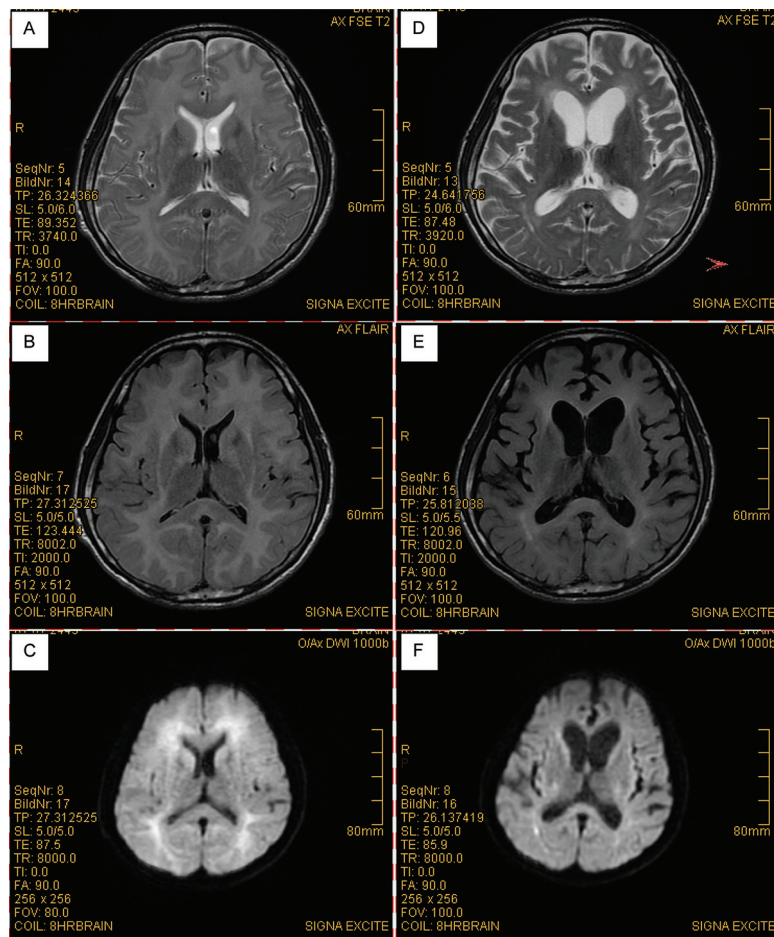 A
AX FSE T2
R
SeqNr: 5
BildNr: 14
TP: 26.324366
SL: 5.0/6.0
TE: 89.352
TR: 3740.0
TI: 0.0
FA: 90.0
512 x 512
FOV: 100.0
COIL: 8HRBRAIN
60mm
SIGNA EXCITE
D
AX FSE T2
R
SeqNr: 5
BildNr: 13
TP: 24.641756
SL: 5.0/6.0
TE: 87.48
TR: 3920.0
TI: 0.0
FA: 90.0
512 x 512
FOV: 100.0
COIL: 8HRBRAIN
60mm
SIGNA EXCITE
B
AX FLAIR
R
SeqNr: 7
BildNr: 17
TP: 27.312525
SL: 5.0/5.0
TE: 123.444
TR: 8002.0
TI: 2000.0
FA: 90.0
512 x 512
FOV: 100.0
COIL: 8HRBRAIN
60mm
SIGNA EXCITE
E
AX FLAIR
R
SeqNr: 6
BildNr: 15
TP: 25.812038
SL: 5.0/5.5
TE: 120.96
TR: 8002.0
TI: 2000.0
FA: 90.0
512 x 512
FOV: 100.0
COIL: 8HRBRAIN
60mm
SIGNA EXCITE
C
BRAIN
O/Ax DWI 1000b
R
SeqNr: 8
BildNr: 17
TP: 27.312525
SL: 5.0/5.0
TE: 87.5
TR: 8000.0
TI: 0.0
FA: 90.0
256 x 256
FOV: 80.0
COIL: 8HRBRAIN
80mm
SIGNA EXCITE
F
O/Ax DWI 1000b
R
P
SeqNr: 8
BildNr: 16
TP: 26.137419
SL: 5.0/5.0
TE: 85.9
TR: 8000.0
TI: 0.0
FA: 90.0
256 x 256
FOV: 100.0
COIL: 8HRBRAIN
80mm
SIGNA EXCITE